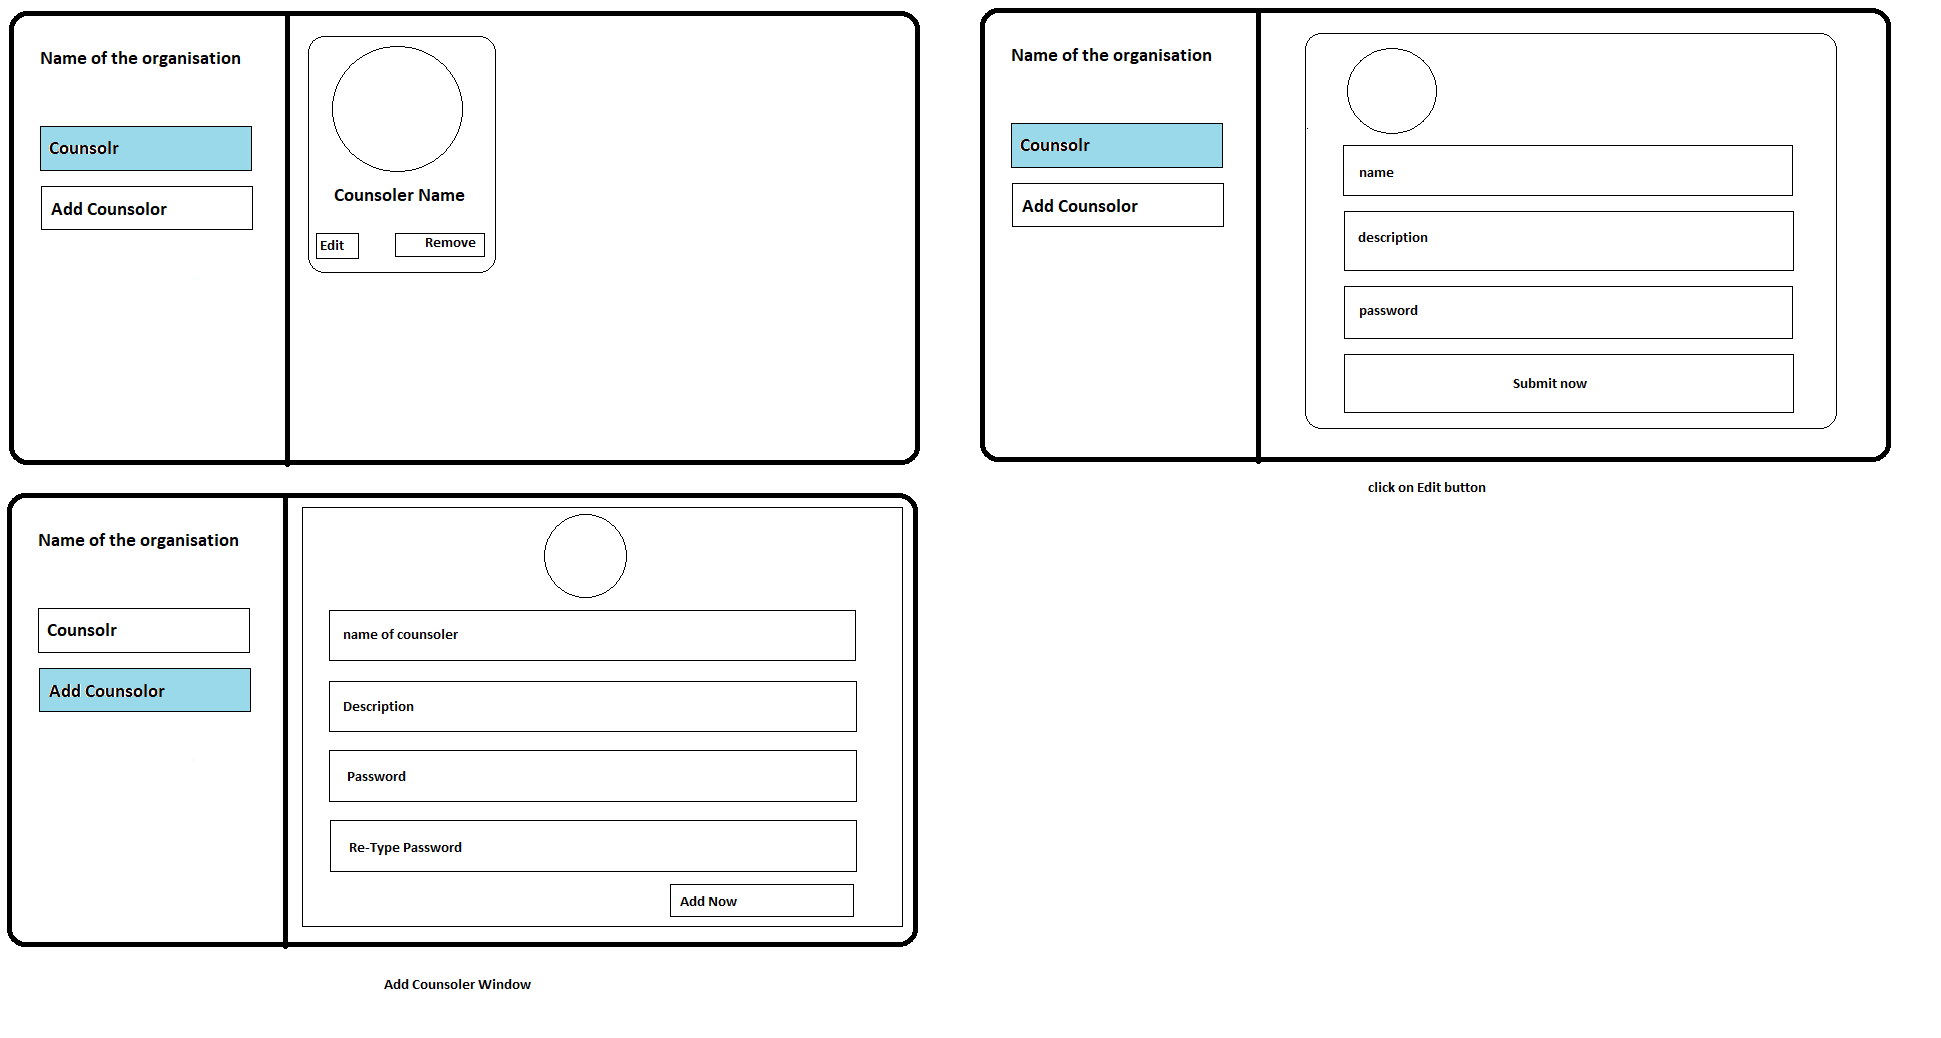 Name of the organisation
Counsolr
Add Counsolor
Counsoler Name
Edit
Remove
Name of the organisation
Counsolr
Add Counsolor
name
description
password
Submit now
click on Edit button
Name of the organisation
Counsolr
Add Counsolor
name of counsoler
Description
Password
Re-Type Password
Add Now
Add Counsoler Window